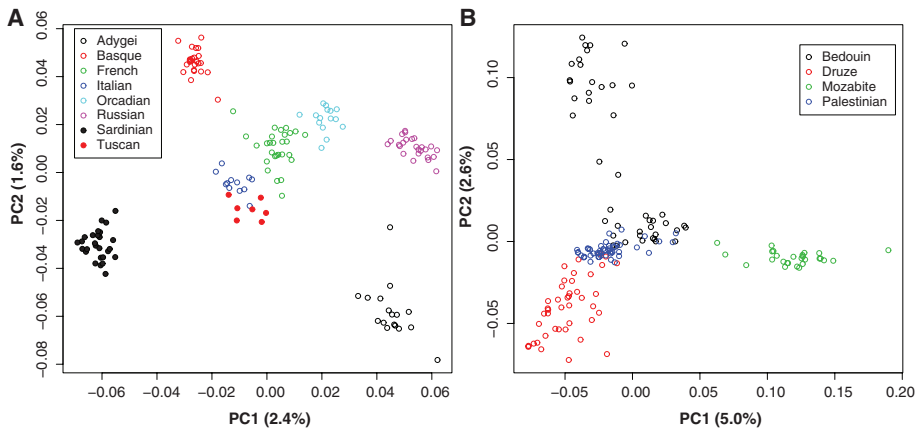 A
Adygei
Basque
French
Italian
Orcadian
Russian
Sardinian
Tuscan
PC2 (1.6%)
0.06
0.04
0.02
0.00
−0.02
−0.04
−0.06
−0.08
−0.06 −0.04 −0.02 0.00 0.02 0.04 0.06
PC1 (2.4%)
B
Bedouin
Druze
Mozabite
Palestinian
PC2 (2.6%)
0.10
0.05
0.00
−0.05
−0.05 0.00 0.05 0.10 0.15 0.20
PC1 (5.0%)